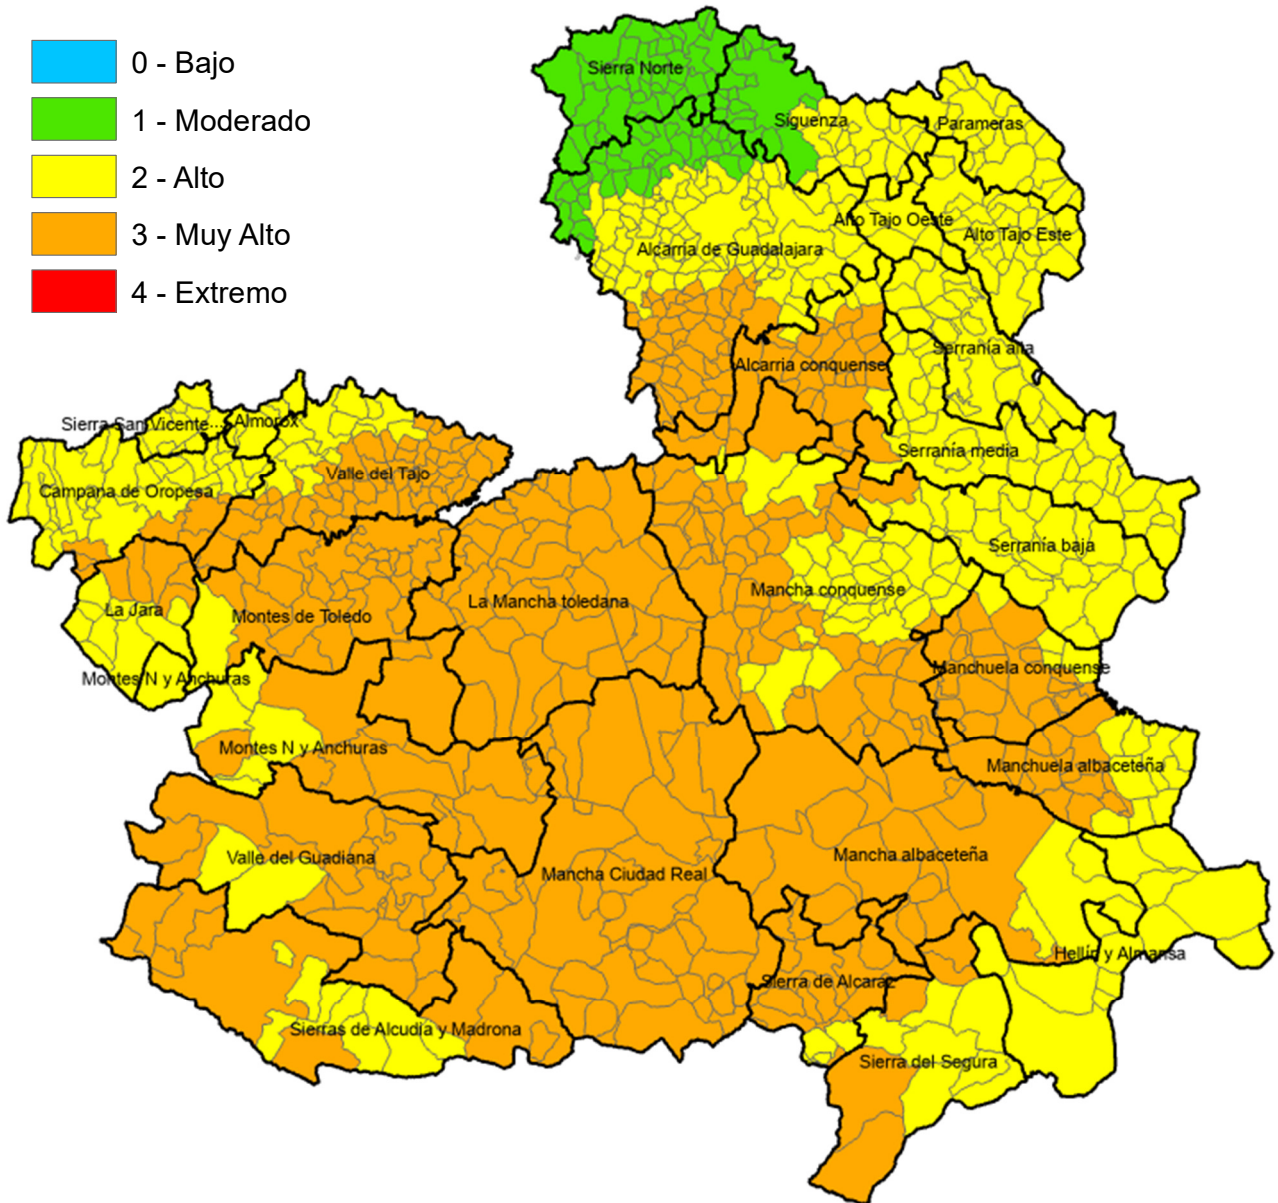 0 - Bajo
1 - Moderado
2 - Alto
3 - Muy Alto
4 - Extremo
Sierra Norte
Siguenza
Parameras
Alto Tajo Oeste
Alto Tajo Este
Alcarria de Guadalajara
Serranía alta
Alcarria conquense
Sierra San Vicente...
Almorox
Serranía media
Valle del Tajo
Campana de Oropesa
Serranía baja
Mancha conquense
La Mancha toledana
La Jara
Montes de Toledo
Manchuela conquense
Montes N y Anchuras
Montes N y Anchuras
Manchuela albaceteña
Mancha albaceteña
Valle del Guadiana
Mancha Ciudad Real
Hellín y Almansa
Sierra de Alcaraz
Sierras de Alcudia y Madrona
Sierra del Segura